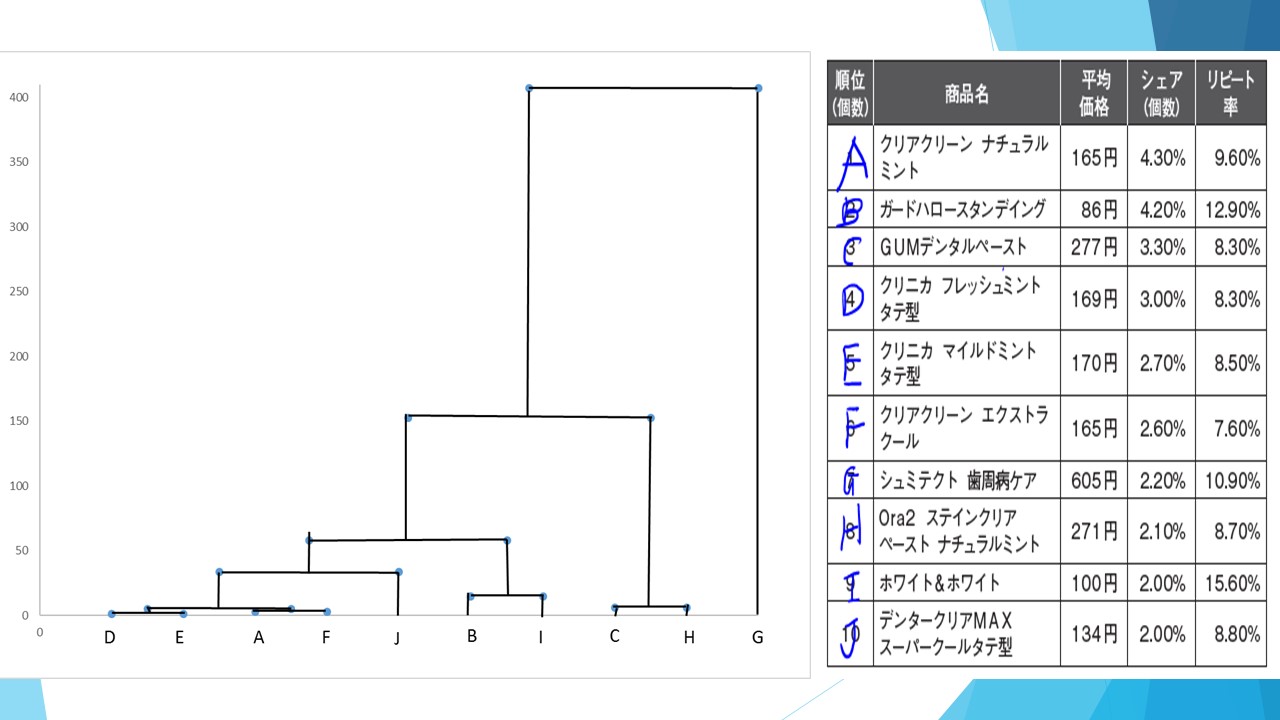 400
350
300
250
200
150
100
50
0
0
D E A F J B I C H G
順位 商品名 平均 シェア リピート
(個数) 価格 (個数) 率
A クリアクリーン ナチュラル
ミント 165円 4.30% 9.60%
B ガードハロースタンデイング 86円 4.20% 12.90%
C GUMデンタルペースト 277円 3.30% 8.30%
D 4 クリニカ フレッシュミント
タテ型 169円 3.00% 8.30%
E クリニカ マイルドミント
タテ型 170円 2.70% 8.50%
F クリアクリーン エクストラ
クール 165円 2.60% 7.60%
G シュミテクト 歯周病ケア 605円 2.20% 10.90%
H Ora2 ステインクリア
ペースト ナチュラルミント 271円 2.10% 8.70%
I ホワイト&ホワイト 100円 2.00% 15.60%
J 10 デンタークリアMAX
スーパークールタテ型 134円 2.00% 8.80%